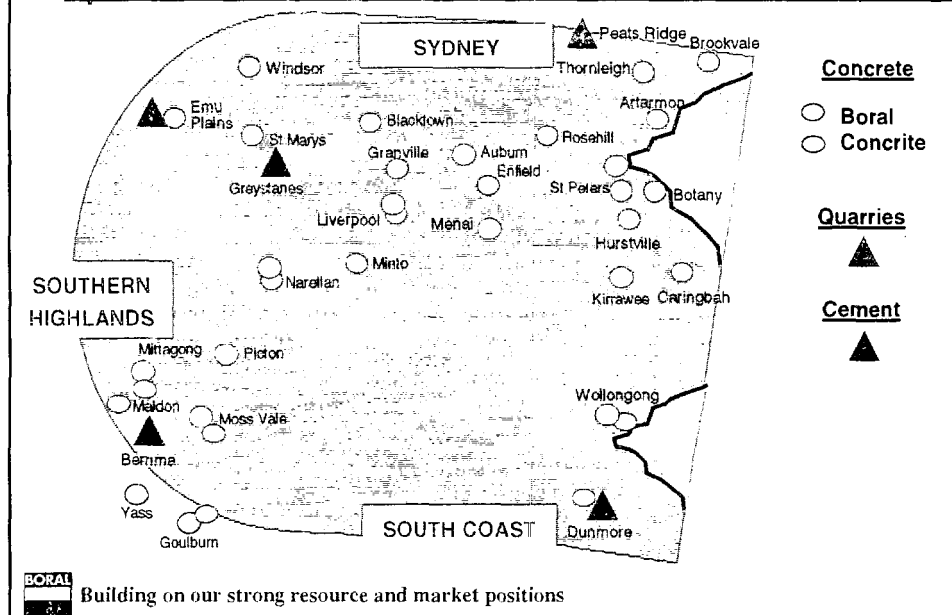 SYDNEY
Peats Ridge
Brookvale
Thornleigh
Windsor
Artarmon
Emu
Plains
Blacktown
St Marys
Rosehill
Granville
Auburn
Enfield
Greystanes
St Peters
Botany
Liverpool
Menai
Hurstville
Minto
Narellan
Kirrawee
Caringbah
SOUTHERN
HIGHLANDS
Mittagong
Picton
Maldon
Moss Vale
Wollongong
Berrima
Yass
Goulburn
SOUTH COAST
Dunmore
Concrete
Boral
Concrite
Quarries
Cement
BORAL
Building on our strong resource and market positions